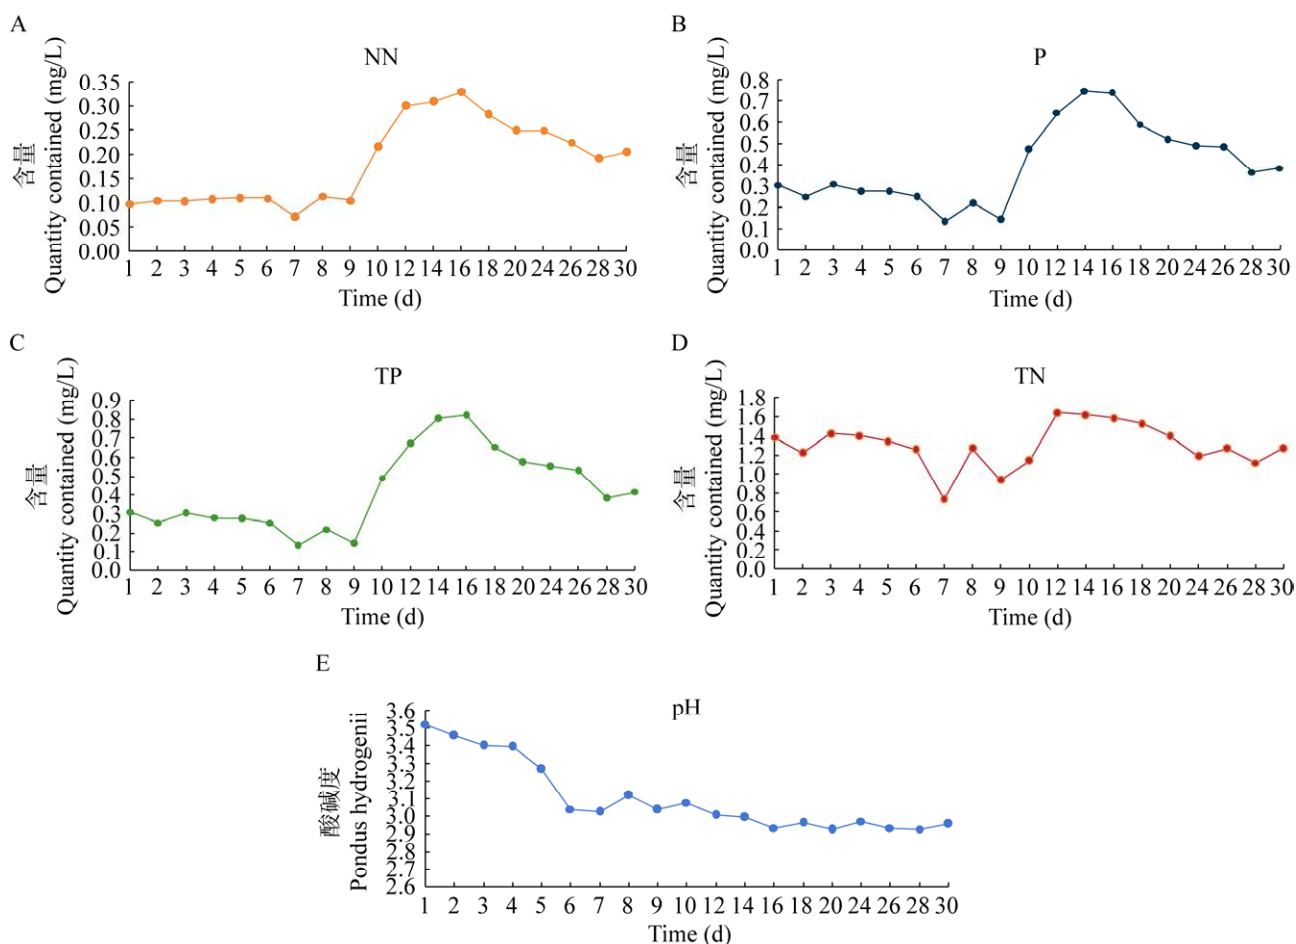 A
NN
含量
Quantity contained (mg/L)
0.35
0.30
0.25
0.20
0.15
0.10
0.05
0.00
1 2 3 4 5 6 7 8 9 10 12 14 16 18 20 24 26 28 30
Time (d)
B
P
含量
Quantity contained (mg/L)
0.8
0.7
0.6
0.5
0.4
0.3
0.2
0.1
0.0
1 2 3 4 5 6 7 8 9 10 12 14 16 18 20 24 26 28 30
Time (d)
C
TP
含量
Quantity contained (mg/L)
0.9
0.8
0.7
0.6
0.5
0.4
0.3
0.2
0.1
0.0
1 2 3 4 5 6 7 8 9 10 12 14 16 18 20 24 26 28 30
Time (d)
D
TN
含量
Quantity contained (mg/L)
1.8
1.6
1.4
1.2
1.0
0.8
0.6
0.4
0.2
0.0
1 2 3 4 5 6 7 8 9 10 12 14 16 18 20 24 26 28 30
Time (d)
E
pH
酸碱度
Pondus hydrogenii
3.6
3.5
3.4
3.3
3.2
3.1
3.0
2.9
2.8
2.7
2.6
1 2 3 4 5 6 7 8 9 10 12 14 16 18 20 24 26 28 30
Time (d)